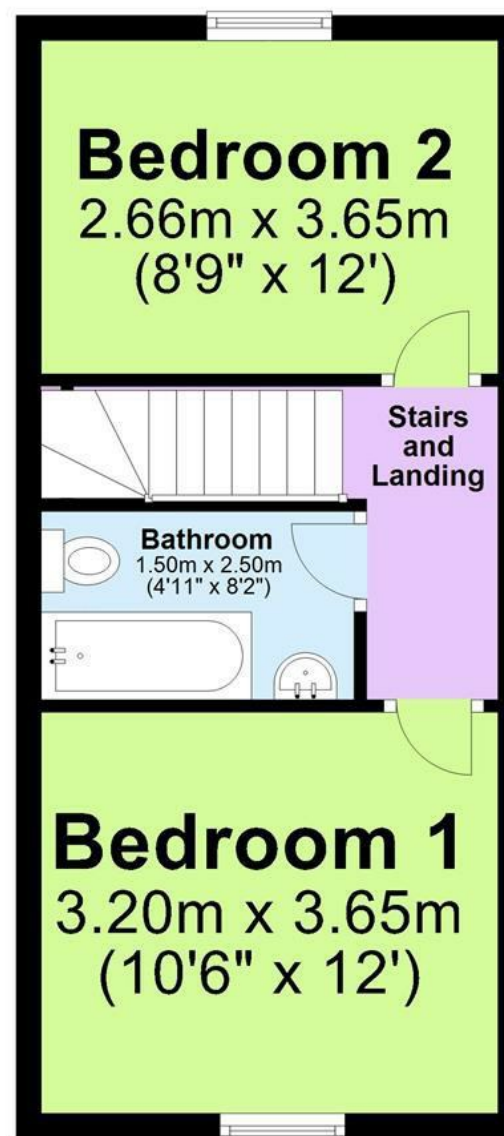 Bedroom 2
2.66m x 3.65m
(8'9" x 12')
Stairs
and
Landing
Bathroom
1.50m x 2.50m
(4'11" x 8'2")
Bedroom 1
3.20m x 3.65m
(10'6" x 12')